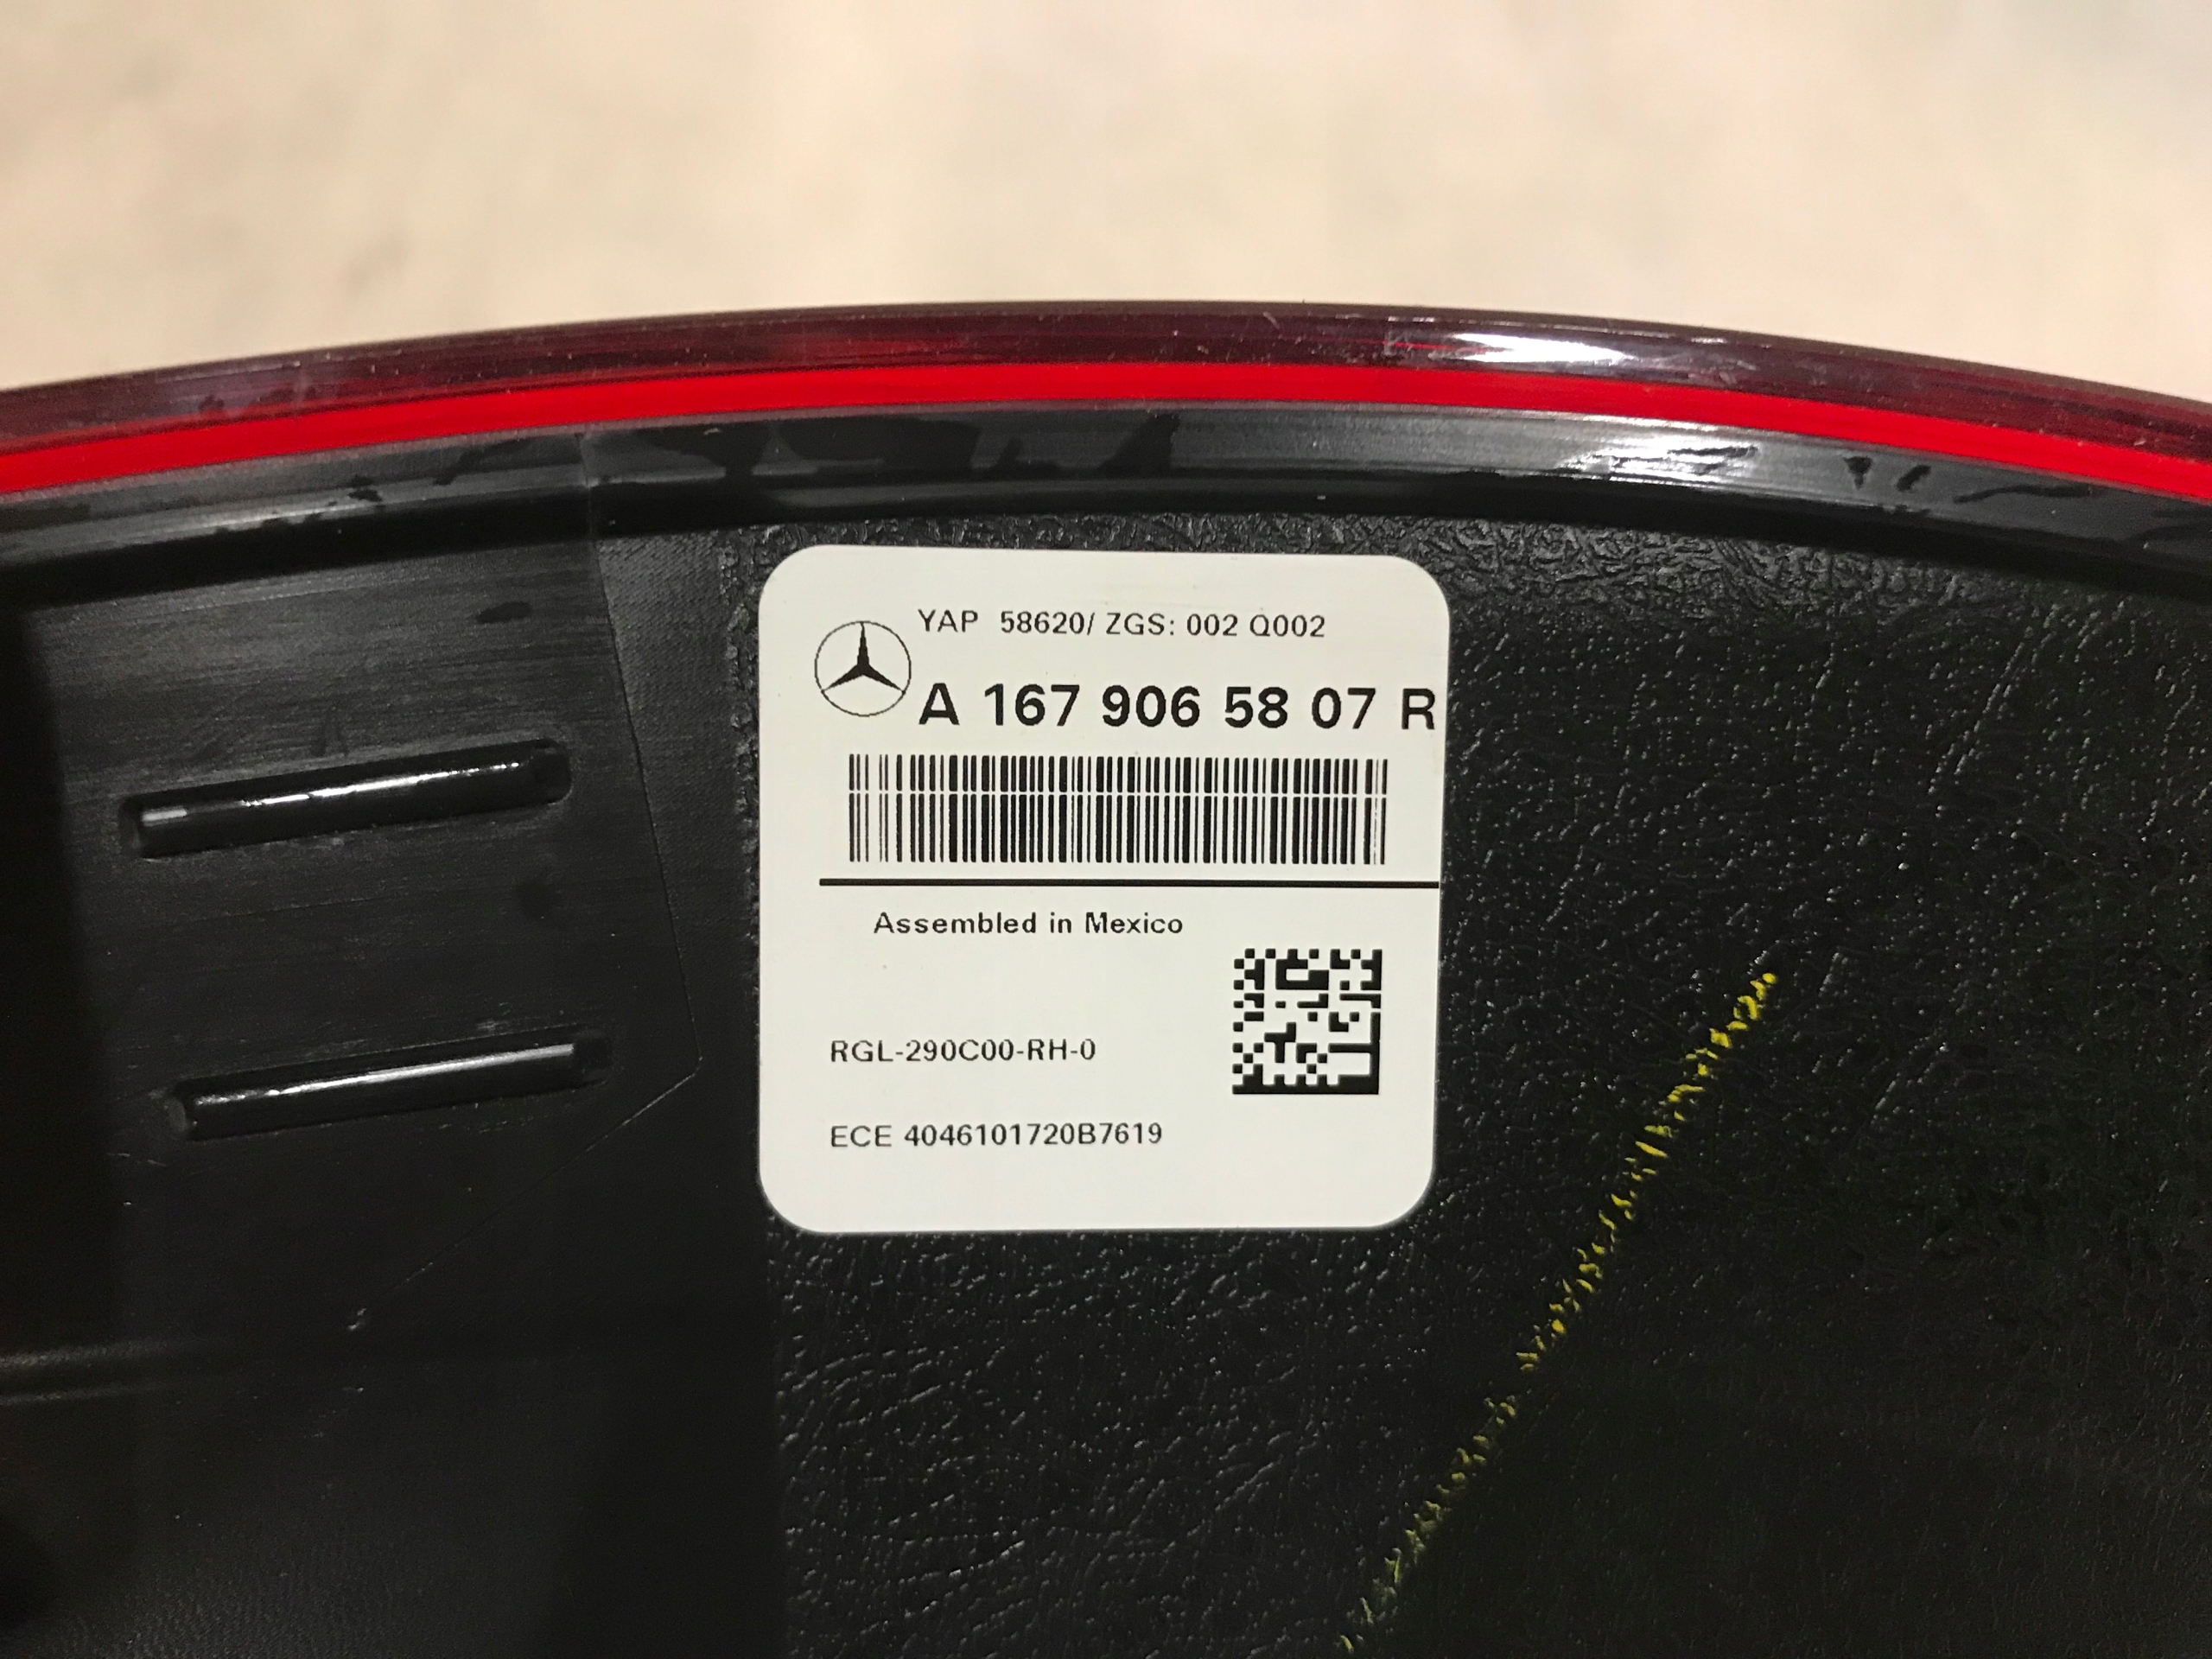 YAP 58620/ ZGS: 002 Q002
A 167 906 58 07 R
Assembled in Mexico
RGL-290C00-RH-0
ECE 4046101720B7619